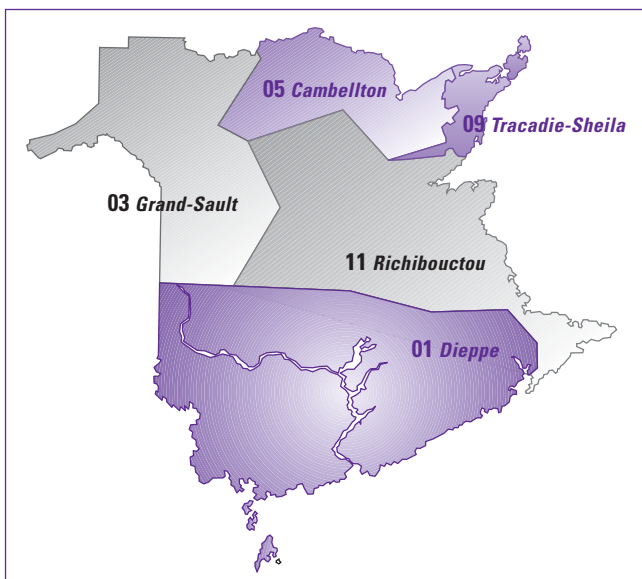 05 Cambellton
09 Tracadie-Sheila
03 Grand-Sault
11 Richibouctou
01 Dieppe